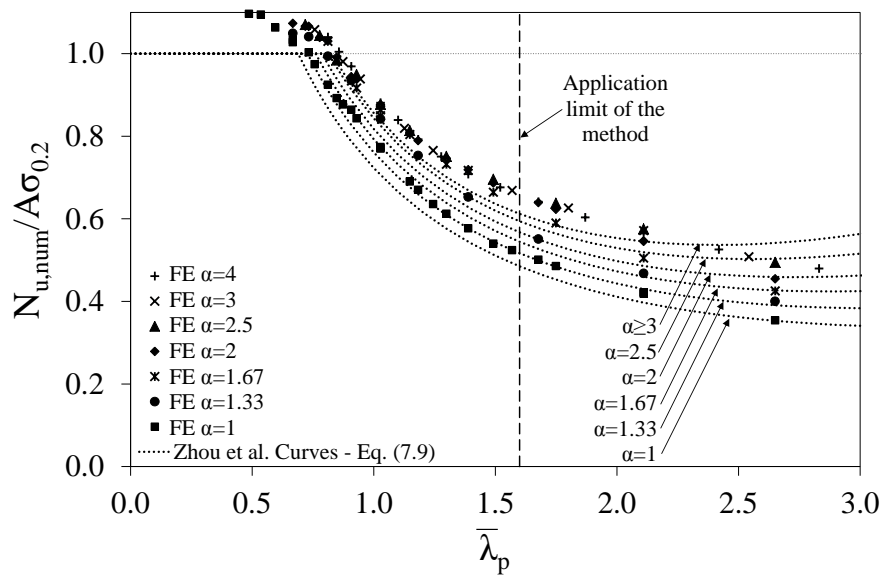 N_{u,num}/Aσ_{0.2}
1.0
0.8
0.6
0.4
0.2
0.0
Application
limit of the
method
FE α=4
FE α=3
FE α=2.5
FE α=2
FE α=1.67
FE α=1.33
FE α=1
Zhou et al. Curves - Eq. (7.9)
α≥3
α=2.5
α=2
α=1.67
α=1.33
α=1
0.0 0.5 1.0 1.5 2.0 2.5 3.0
λ̅_p